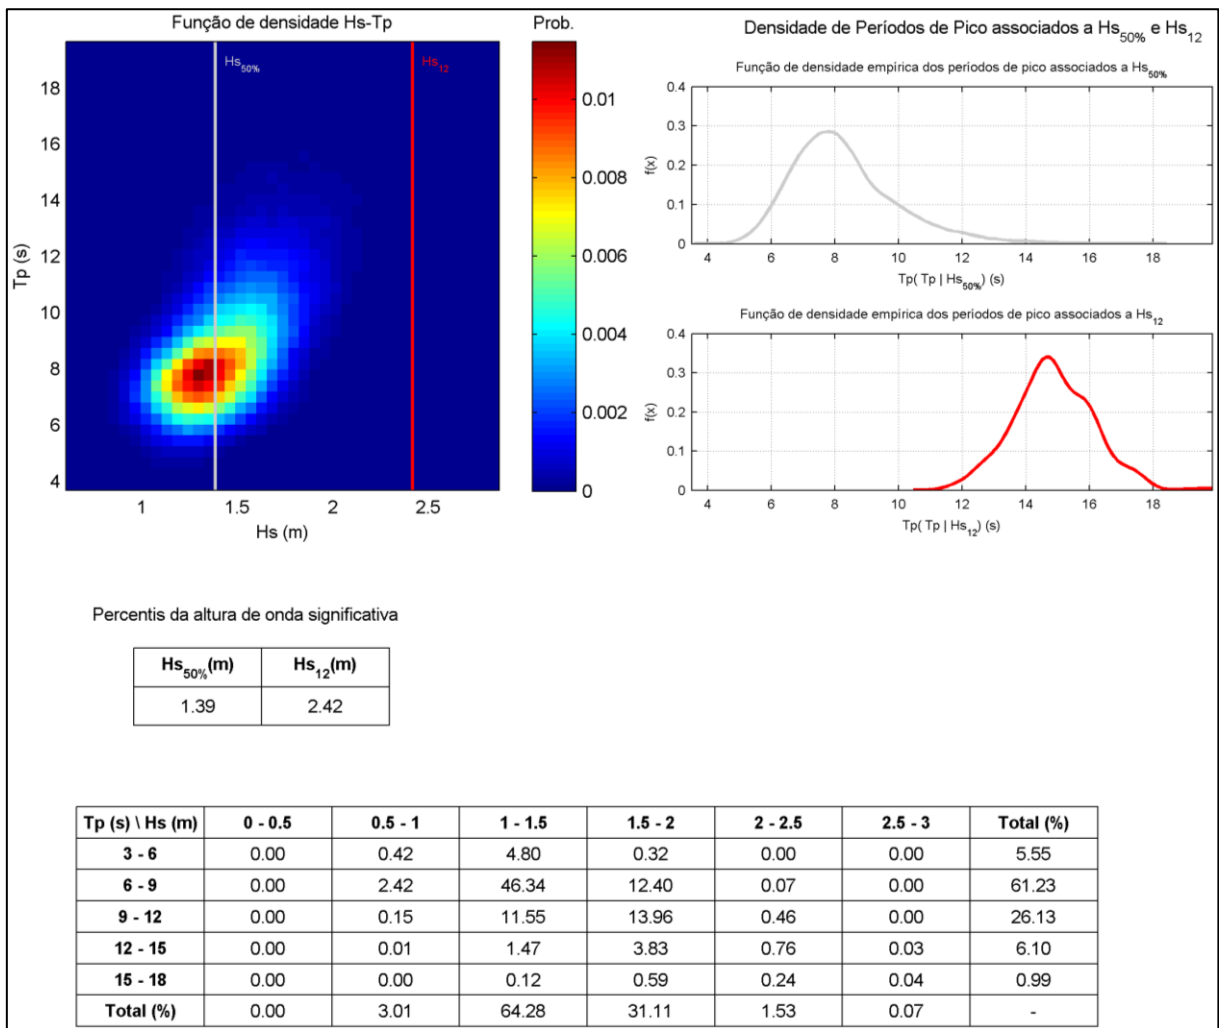 Função de densidade Hs-Tp
Prob.
Hs50%
Hs12
18
16
14
12
10
8
6
4
Tp (s)
1
1.5
2
2.5
Hs (m)
0.01
0.008
0.006
0.004
0.002
0
Densidade de Períodos de Pico associados a Hs50% e Hs12
Função de densidade empírica dos períodos de pico associados a Hs50%
0.4
0.3
0.2
0.1
0
f(x)
4 6 8 10 12 14 16 18
Tp( Tp | Hs50%) (s)
Função de densidade empírica dos períodos de pico associados a Hs12
0.4
0.3
0.2
0.1
0
f(x)
4 6 8 10 12 14 16 18
Tp( Tp | Hs12) (s)
Percentis da altura de onda significativa
Hs50%(m) Hs12(m)
1.39 2.42
Tp (s) \ Hs (m) 0 - 0.5 0.5 - 1 1 - 1.5 1.5 - 2 2 - 2.5 2.5 - 3 Total (%)
3 - 6 0.00 0.42 4.80 0.32 0.00 0.00 5.55
6 - 9 0.00 2.42 46.34 12.40 0.07 0.00 61.23
9 - 12 0.00 0.15 11.55 13.96 0.46 0.00 26.13
12 - 15 0.00 0.01 1.47 3.83 0.76 0.03 6.10
15 - 18 0.00 0.00 0.12 0.59 0.24 0.04 0.99
Total (%) 0.00 3.01 64.28 31.11 1.53 0.07 -